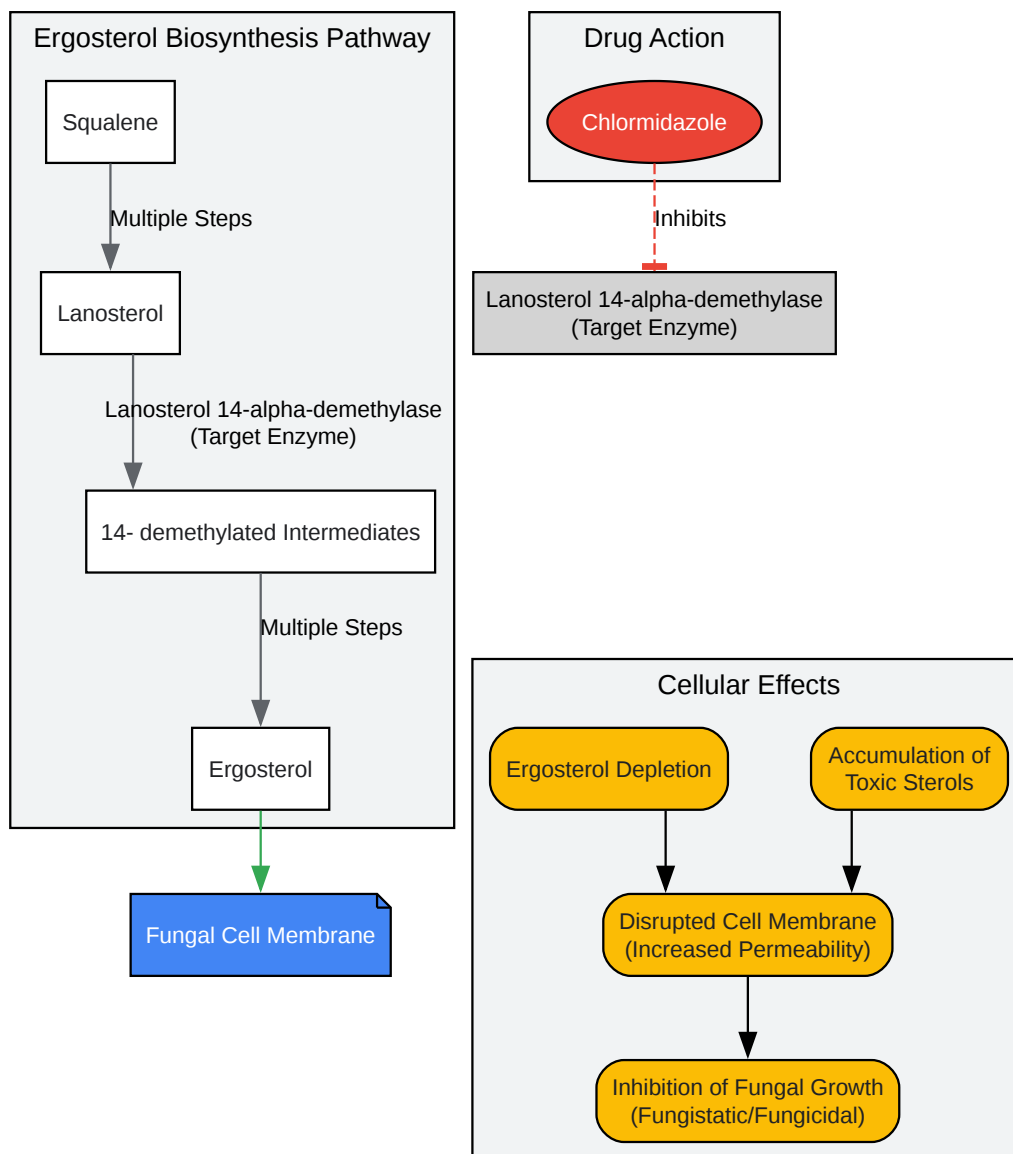 Ergosterol Biosynthesis Pathway
Squalene
Multiple Steps
Lanosterol
Lanosterol 14-alpha-demethylase
(Target Enzyme)
14- demethylated Intermediates
Multiple Steps
Ergosterol
Fungal Cell Membrane
Drug Action
Chlormidazole
Inhibits
Lanosterol 14-alpha-demethylase
(Target Enzyme)
Cellular Effects
Ergosterol Depletion
Accumulation of
Toxic Sterols
Disrupted Cell Membrane
(Increased Permeability)
Inhibition of Fungal Growth
(Fungistatic/Fungicidal)